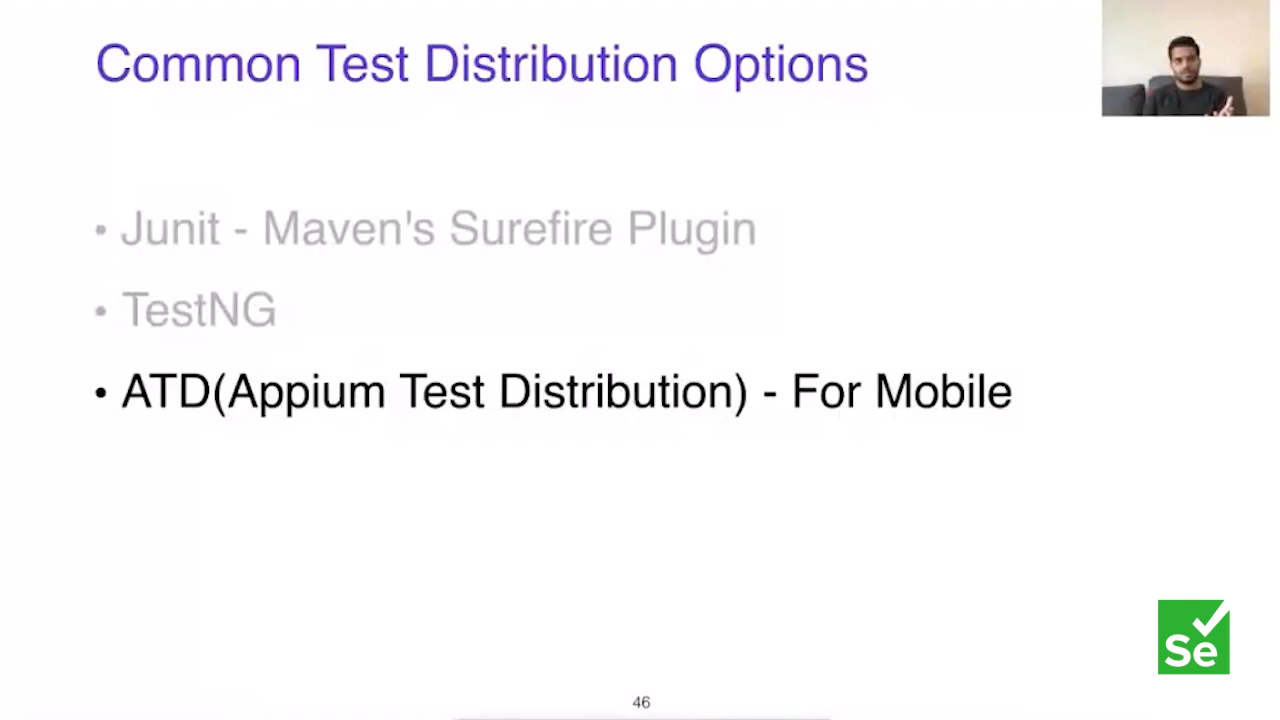 Common Test Distribution Options
• Junit - Maven's Surefire Plugin
• TestNG
• ATD(Appium Test Distribution) - For Mobile
Se
46